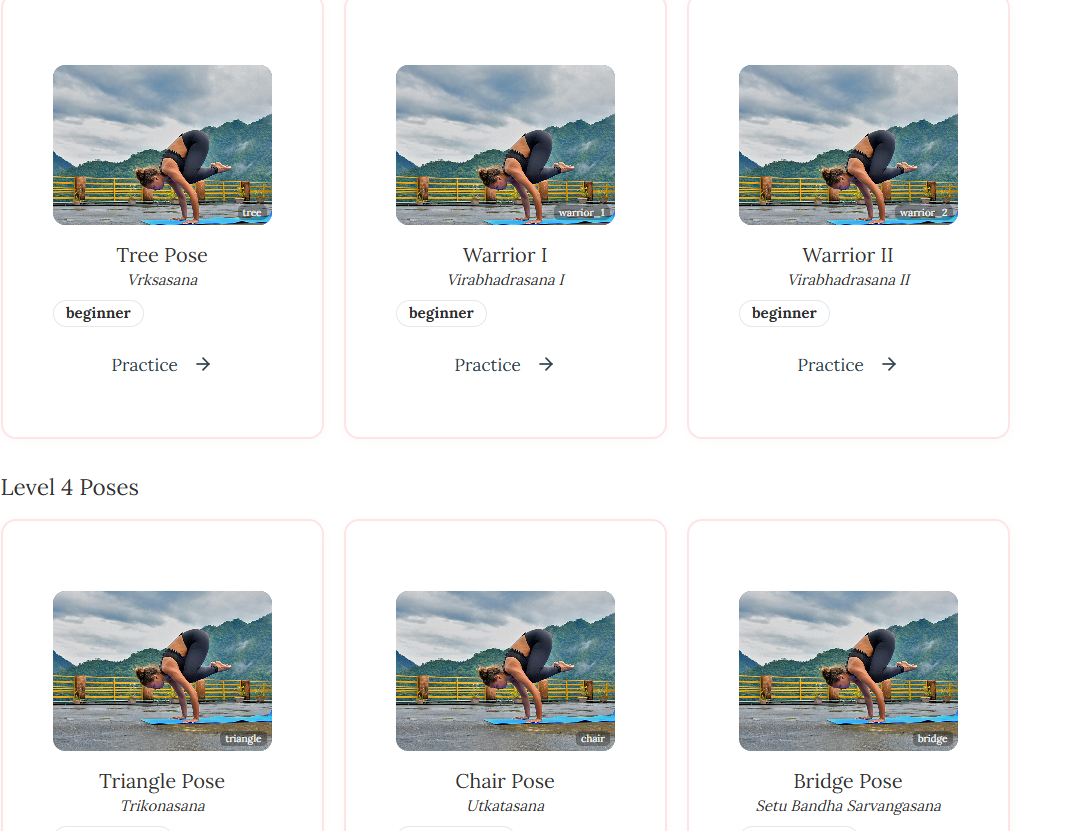 tree
warrior_1
warrior_2
Tree Pose
Warrior I
Warrior II
Vrksasana
Virabhadrasana I
Virabhadrasana II
beginner
beginner
beginner
Practice →
Practice →
Practice →
Level 4 Poses
triangle
chair
bridge
Triangle Pose
Chair Pose
Bridge Pose
Trikonasana
Utkatasana
Setu Bandha Sarvangasana